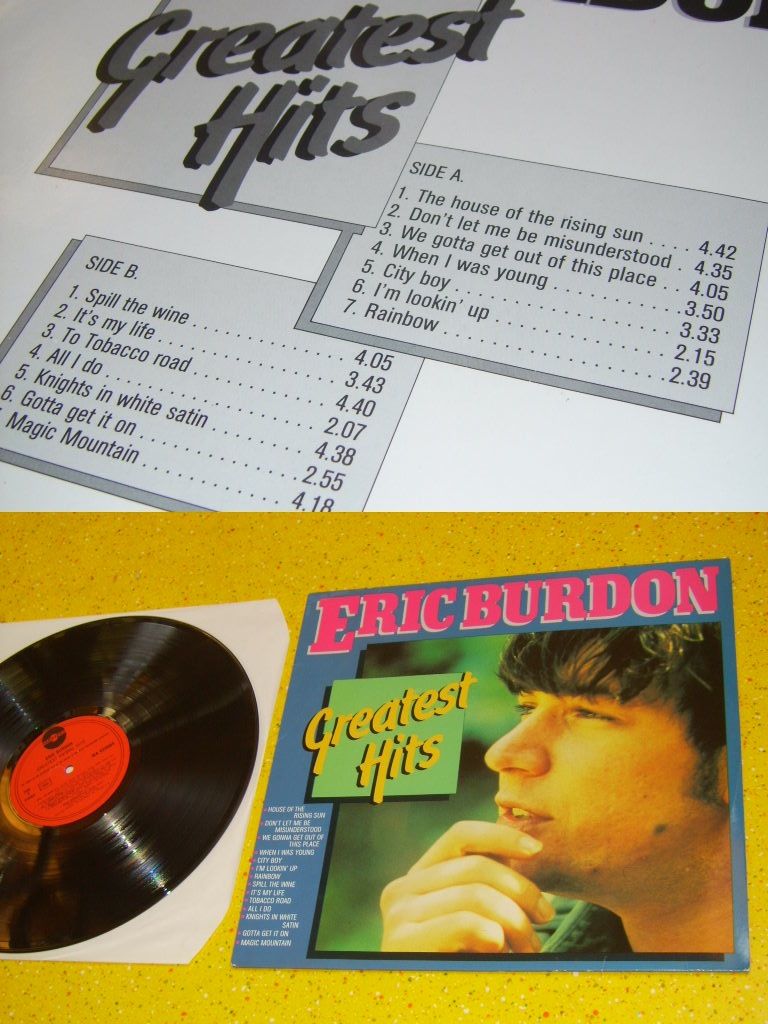 Greatest
Hits
SIDE A.
1. The house of the rising sun .... 4.42
2. Don't let me be misunderstood . 4.35
3. We gotta get out of this place .. 4.05
4. When I was young .............. 3.50
5. City boy ...................... 3.33
6. I'm lookin' up ................ 2.15
7. Rainbow ....................... 2.39
SIDE B.
1. Spill the wine ................ 4.05
2. It's my life .................. 3.43
3. To Tobacco road ............... 4.40
4. All I do ...................... 2.07
5. Knights in white satin ........ 4.38
6. Gotta get it on ............... 2.55
Magic Mountain ................ 4.18
ERIC BURDON
Greatest
Hits
HOUSE OF THE
RISING SUN
DON'T LET ME BE
MISUNDERSTOOD
WE GONNA GET OUT OF
THIS PLACE
WHEN I WAS YOUNG
CITY BOY
I'M LOOKIN' UP
RAINBOW
SPILL THE WINE
IT'S MY LIFE
TOBACCO ROAD
ALL I DO
KNIGHTS IN WHITE
SATIN
GOTTA GET IT ON
MAGIC MOUNTAIN